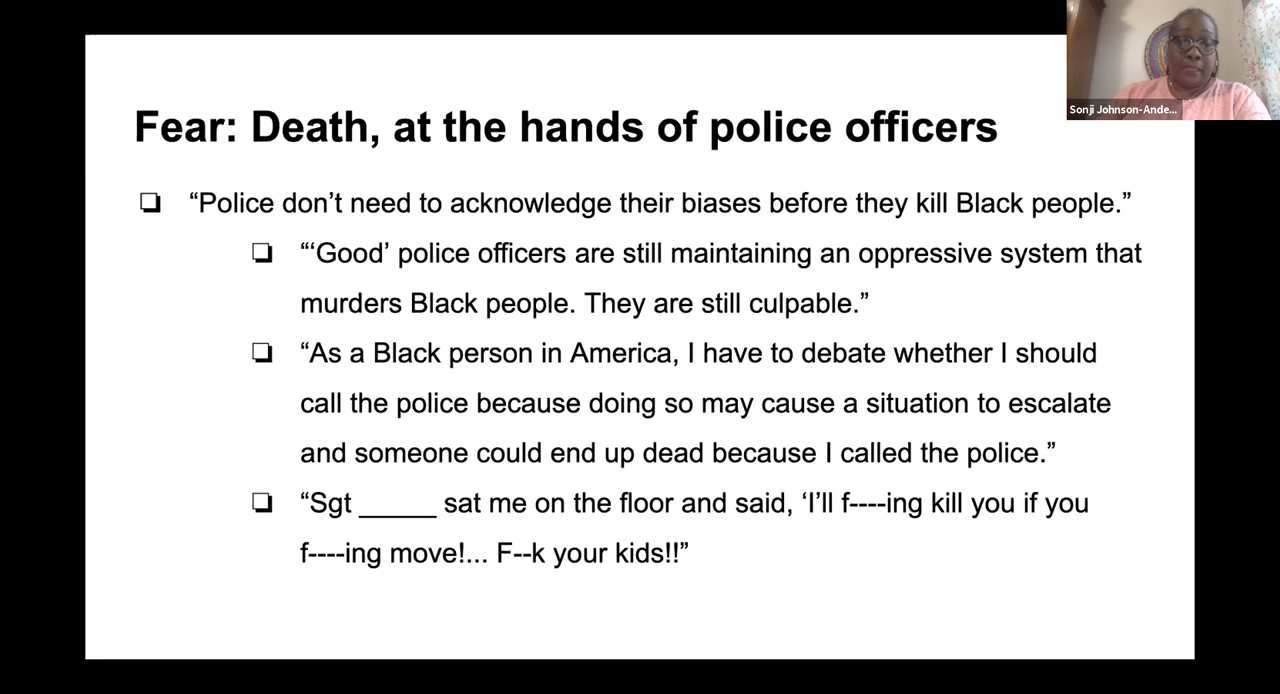 Sonji Johnson-Ande...
Fear: Death, at the hands of police officers
❏ “Police don’t need to acknowledge their biases before they kill Black people.”
❏ “‘Good’ police officers are still maintaining an oppressive system that
murders Black people. They are still culpable.”
❏ “As a Black person in America, I have to debate whether I should
call the police because doing so may cause a situation to escalate
and someone could end up dead because I called the police.”
❏ “Sgt _____ sat me on the floor and said, ‘I’ll f----ing kill you if you
f----ing move!... F--k your kids!!”